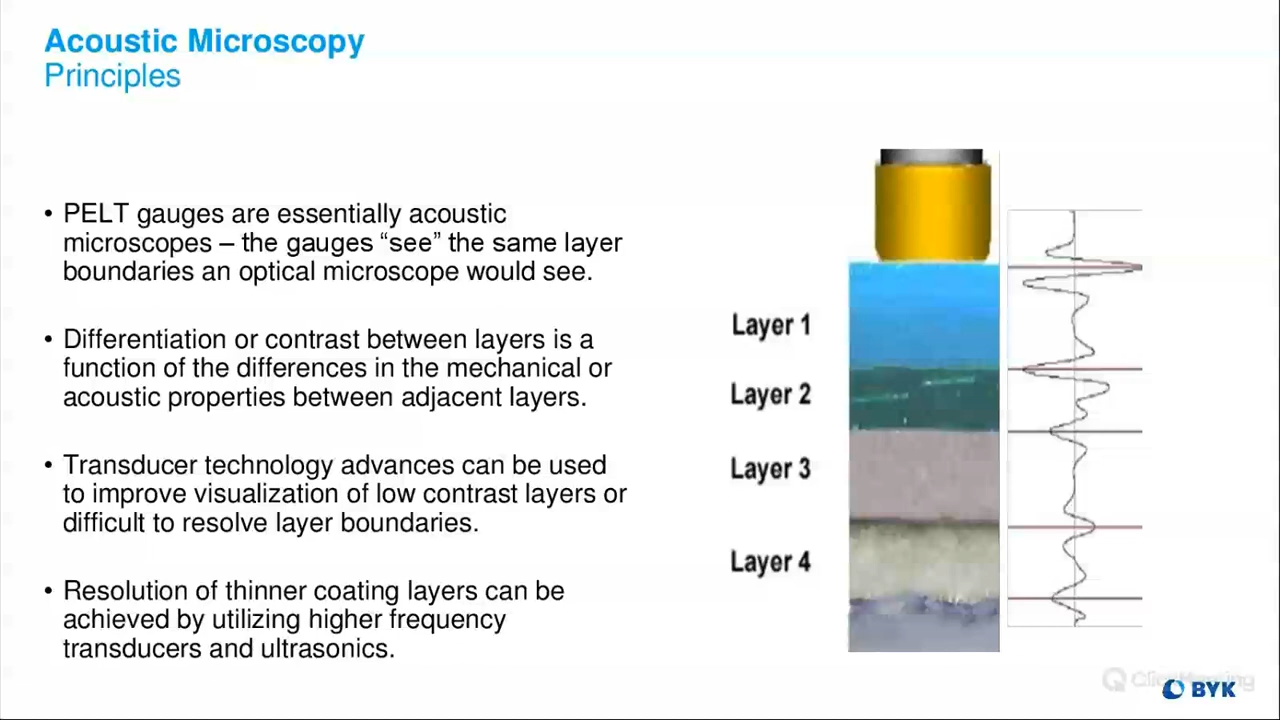 Acoustic Microscopy
Principles
• PELT gauges are essentially acoustic
microscopes – the gauges “see” the same layer
boundaries an optical microscope would see.
• Differentiation or contrast between layers is a
function of the differences in the mechanical or
acoustic properties between adjacent layers.
• Transducer technology advances can be used
to improve visualization of low contrast layers or
difficult to resolve layer boundaries.
• Resolution of thinner coating layers can be
achieved by utilizing higher frequency
transducers and ultrasonics.
Layer 1
Layer 2
Layer 3
Layer 4
BYK